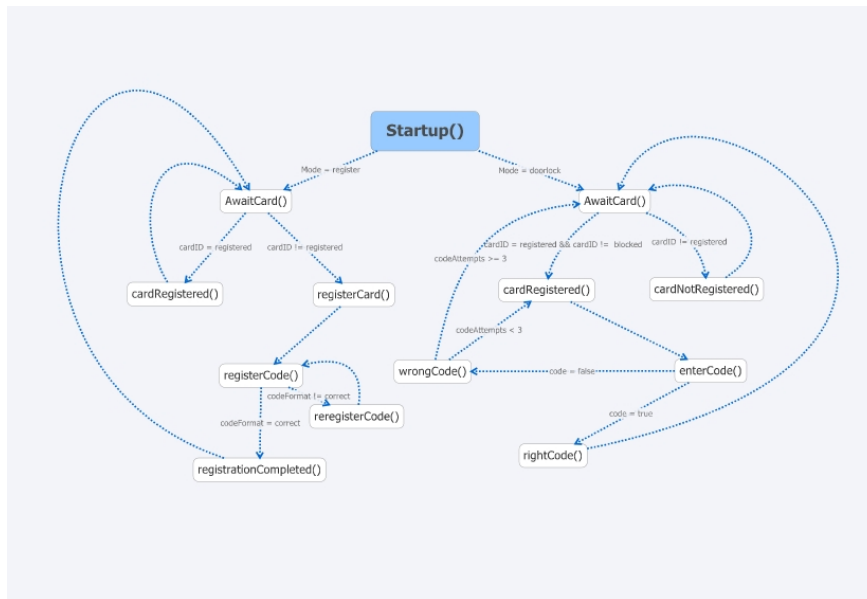 Startup()
Mode = register
Mode = doorlock
AwaitCard()
AwaitCard()
cardID = registered
cardID != registered
cardID = registered && cardID != blocked
cardID != registered
codeAttempts >= 3
cardRegistered()
registerCard()
cardRegistered()
cardNotRegistered()
codeAttempts < 3
registerCode()
wrongCode()
code = false
enterCode()
codeFormat != correct
reregisterCode()
code = true
codeFormat = correct
rightCode()
registrationCompleted()